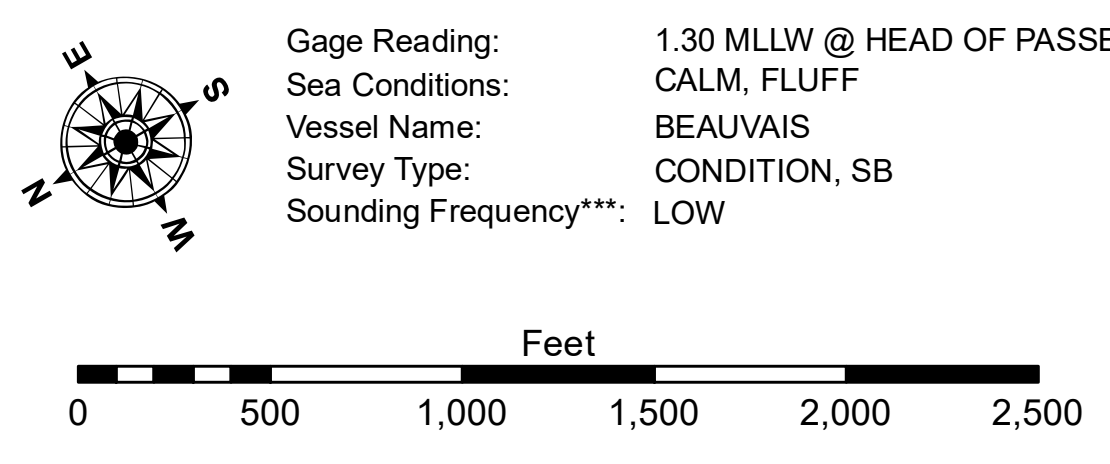 E
S
N
W
Gage Reading: 1.30 MLLW @ HEAD OF PASSE
Sea Conditions: CALM, FLUFF
Vessel Name: BEAUVAIS
Survey Type: CONDITION, SB
Sounding Frequency***: LOW
Feet
0 500 1,000 1,500 2,000 2,500